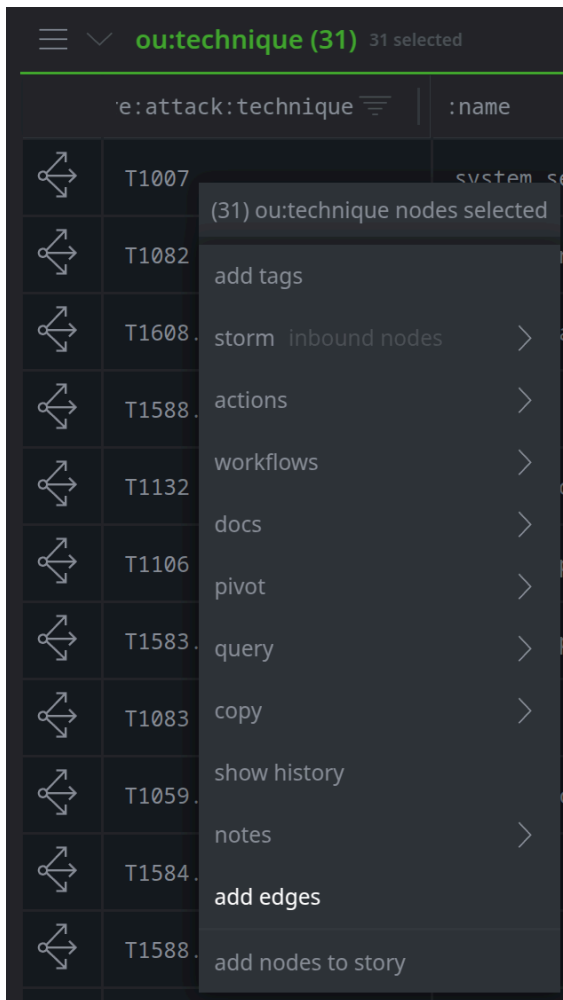 ou:technique (31) 31 selected
e:attack:technique :name
T1007 system se
(31) ou:technique nodes selected
T1082
add tags
T1608.
storm inbound nodes
T1588.
actions
T1132
workflows
docs
T1106
pivot
T1583.
query
T1083
copy
show history
T1059.
notes
T1584.
add edges
T1588.
add nodes to story